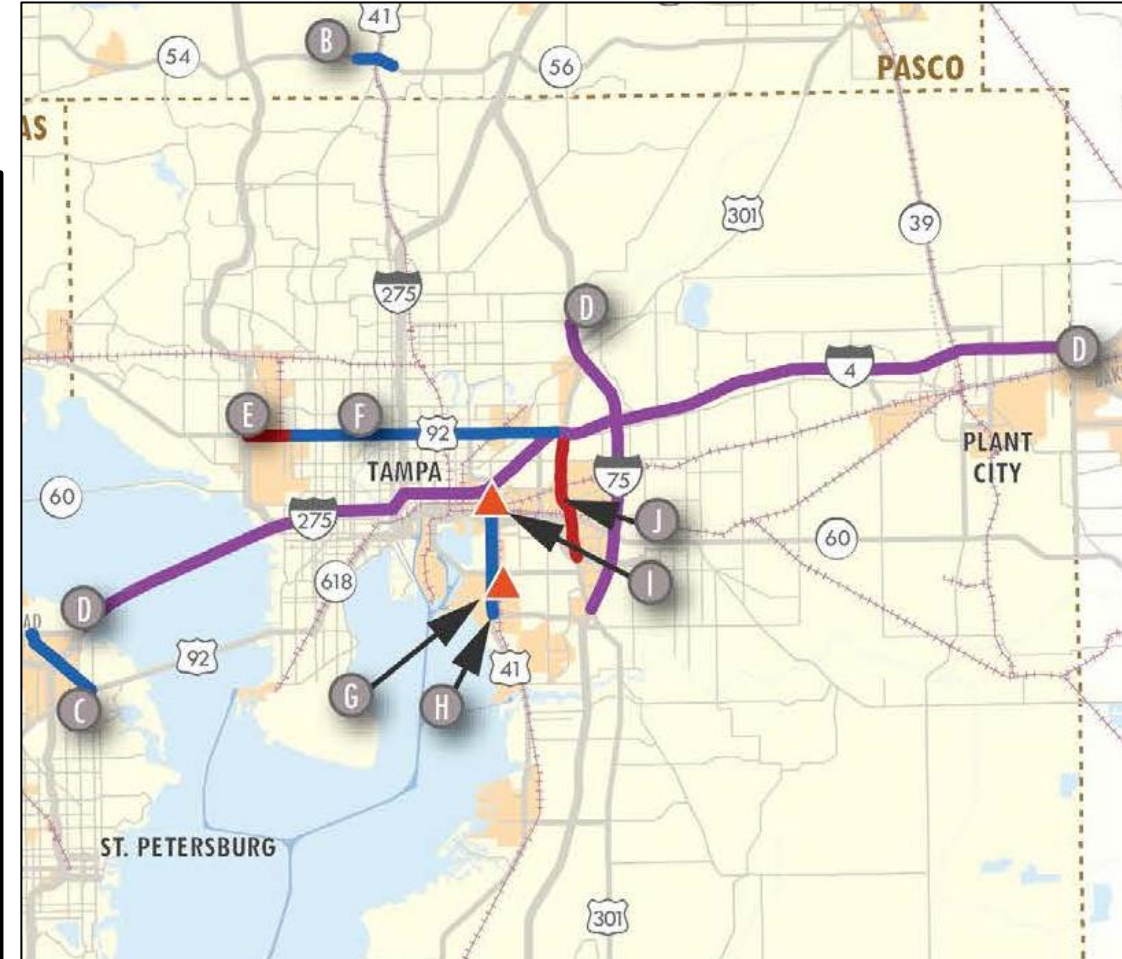 41
B
54
56
PASCO
AS
301
39
275
D
D
4
E
F
92
TAMPA
PLANT
CITY
75
60
275
J
60
618
I
D
AD
92
41
G
H
C
ST. PETERSBURG
301